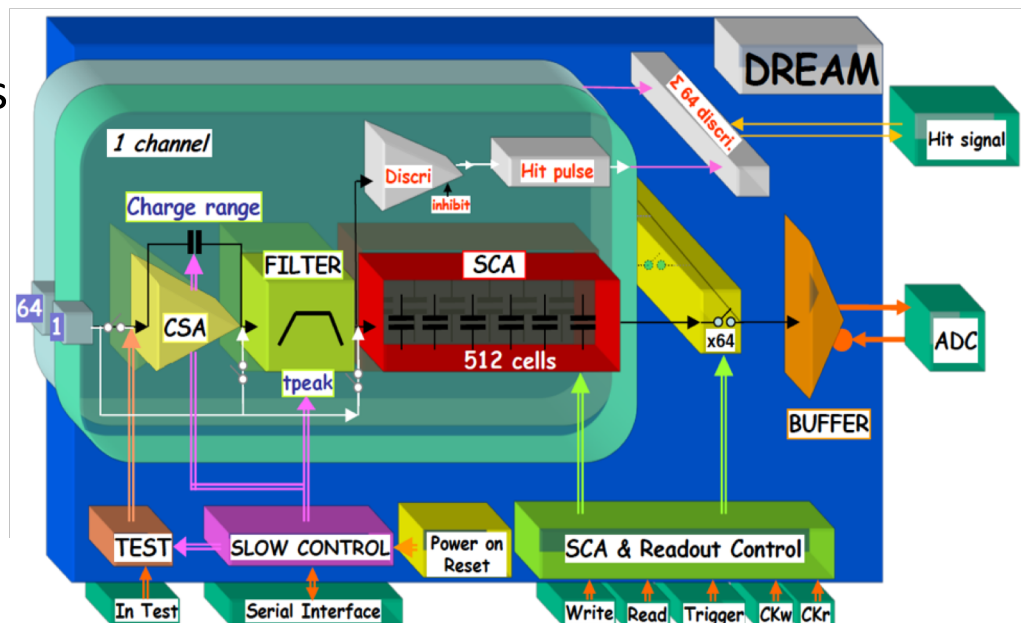 s
DREAM
Σ 64 discri.
Hit signal
1 channel
Discri
Hit pulse
inhibit
Charge range
FILTER
SCA
64
1
CSA
x64
ADC
512 cells
tpeak
BUFFER
TEST
SLOW CONTROL
Power on
Reset
SCA & Readout Control
In Test
Serial Interface
Write
Read
Trigger
CKw
CKr